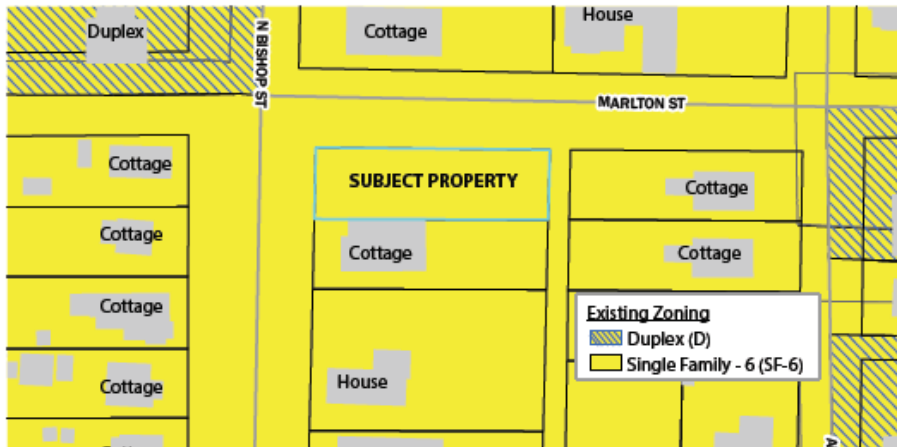 Duplex
N BISHOP ST
Cottage
House
MARLTON ST
Cottage
SUBJECT PROPERTY
Cottage
Cottage
Cottage
Cottage
Cottage
Existing Zoning
Duplex (D)
Single Family - 6 (SF-6)
Cottage
House
Cottage